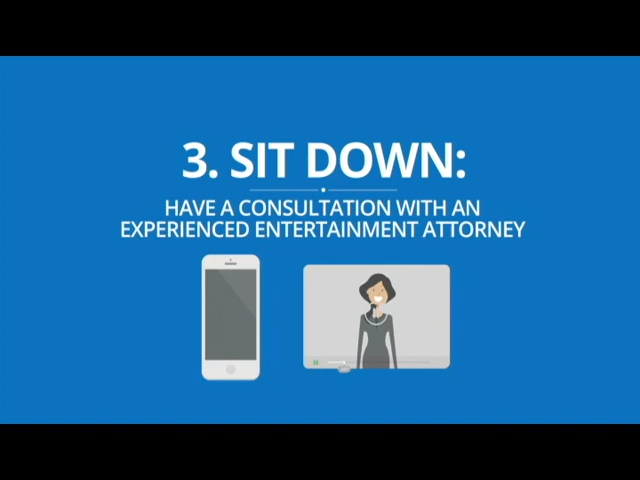 3. SIT DOWN:
HAVE A CONSULTATION WITH AN
EXPERIENCED ENTERTAINMENT ATTORNEY